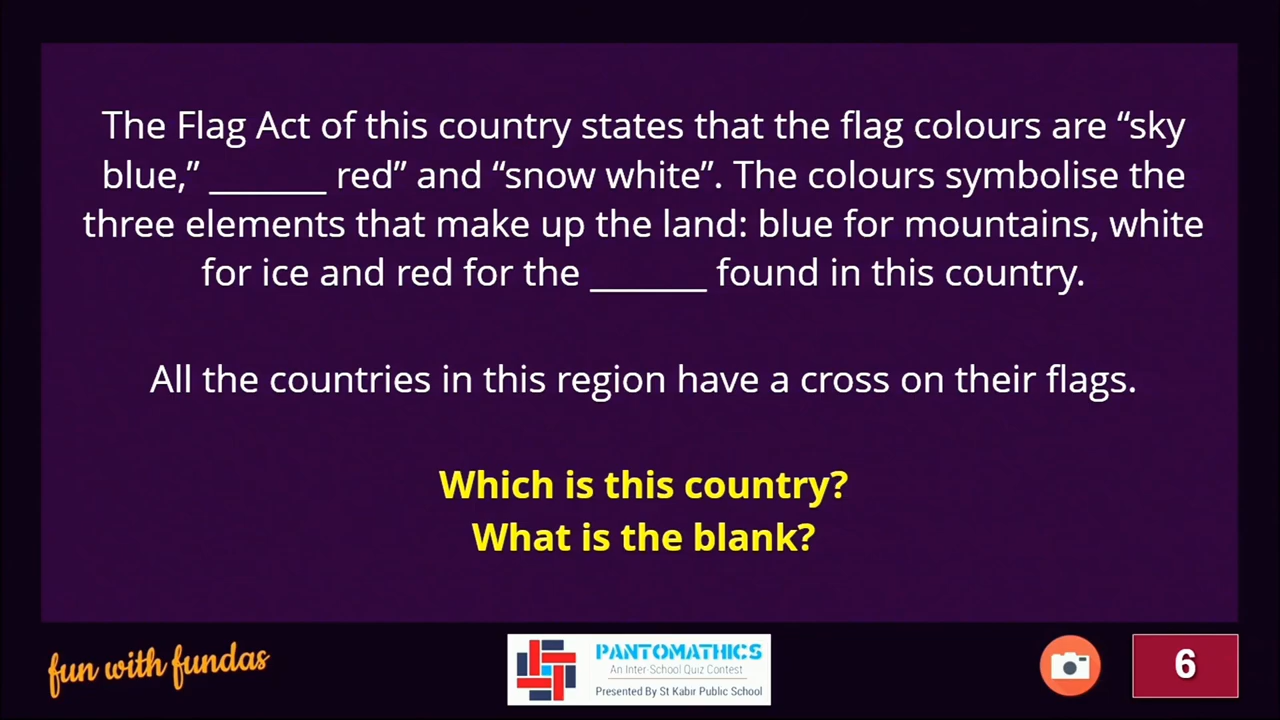 The Flag Act of this country states that the flag colours are “sky
blue,” _______ red” and “snow white”. The colours symbolise the
three elements that make up the land: blue for mountains, white
for ice and red for the _______ found in this country.
All the countries in this region have a cross on their flags.
Which is this country?
What is the blank?
fun with fundas
PANTOMATHICS
An Inter-School Quiz Contest
Presented By St Kabir Public School
6